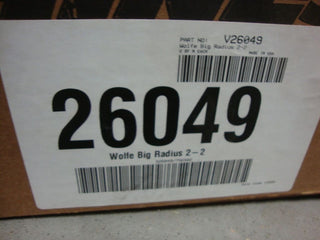 PART NO: V26049
Wolfe Big Radius 2-2
MADE IN USA
26049
Wolfe Big Radius 2-2